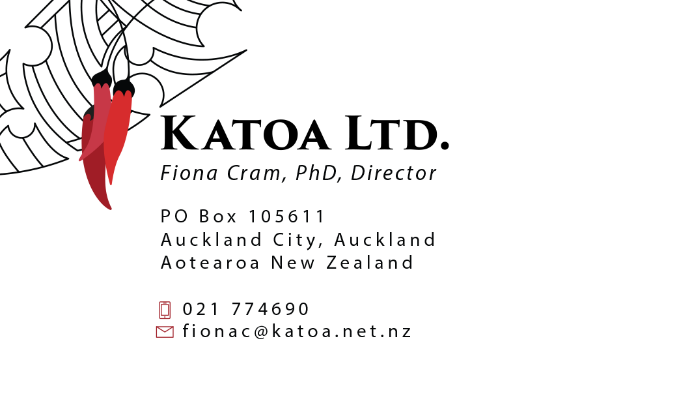 KATOA LTD.
Fiona Cram, PhD, Director
PO Box 105611
Auckland City, Auckland
Aotearoa New Zealand
021 774690
fionac@katoa.net.nz